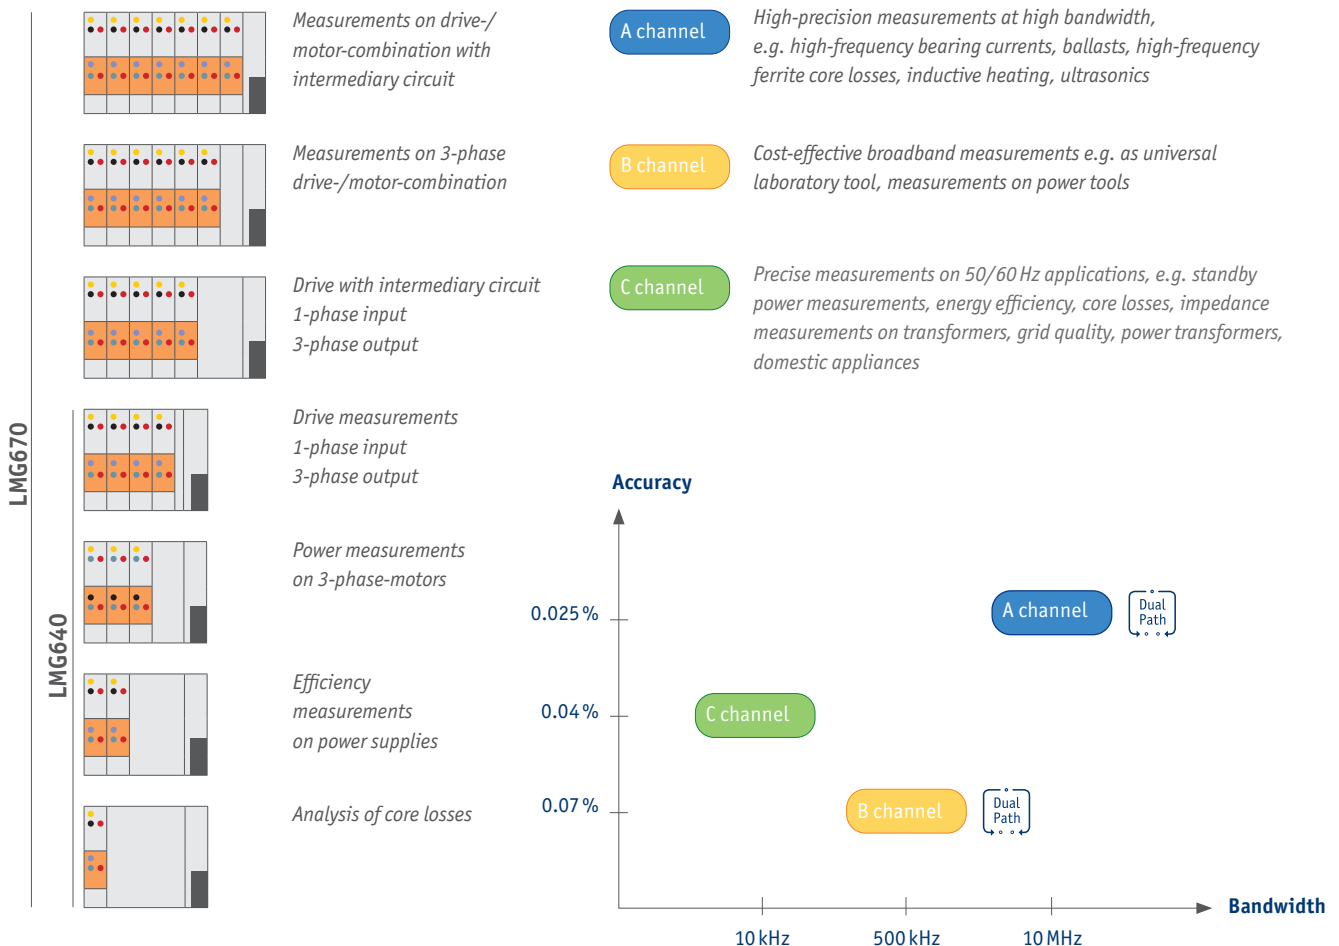 LMG670
LMG640
Measurements on drive-/
motor-combination with
intermediary circuit
Measurements on 3-phase
drive-/motor-combination
Drive with intermediary circuit
1-phase input
3-phase output
Drive measurements
1-phase input
3-phase output
Power measurements
on 3-phase-motors
Efficiency
measurements
on power supplies
Analysis of core losses
A channel
High-precision measurements at high bandwidth,
e.g. high-frequency bearing currents, ballasts, high-frequency
ferrite core losses, inductive heating, ultrasonics
B channel
Cost-effective broadband measurements e.g. as universal
laboratory tool, measurements on power tools
C channel
Precise measurements on 50/60 Hz applications, e.g. standby
power measurements, energy efficiency, core losses, impedance
measurements on transformers, grid quality, power transformers,
domestic appliances
Accuracy
0.025 %
A channel
Dual
Path
0.04 %
C channel
0.07 %
B channel
Dual
Path
Bandwidth
10 kHz
500 kHz
10 MHz